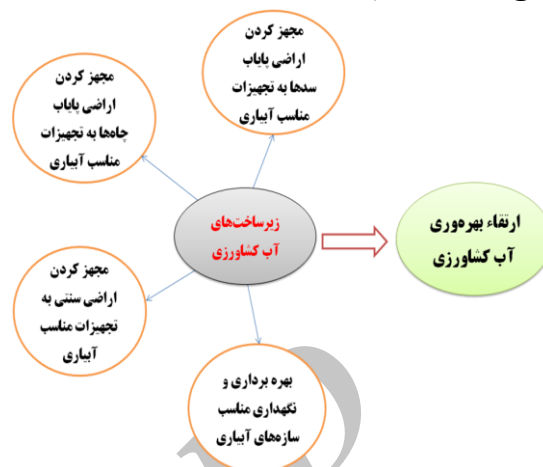 مجهز کردن
اراضی پایاب
سدها به تجهیزات
مناسب آبیاری
مجهز کردن
اراضی پایاب
چاه‌ها به تجهیزات
مناسب آبیاری
زیرساخت‌های
آب کشاورزی
ارتقاء بهره‌وری
آب کشاورزی
مجهز کردن
اراضی سنتی به
تجهیزات مناسب
آبیاری
بهره برداری و
نگهداری مناسب
سازه‌های آبیاری